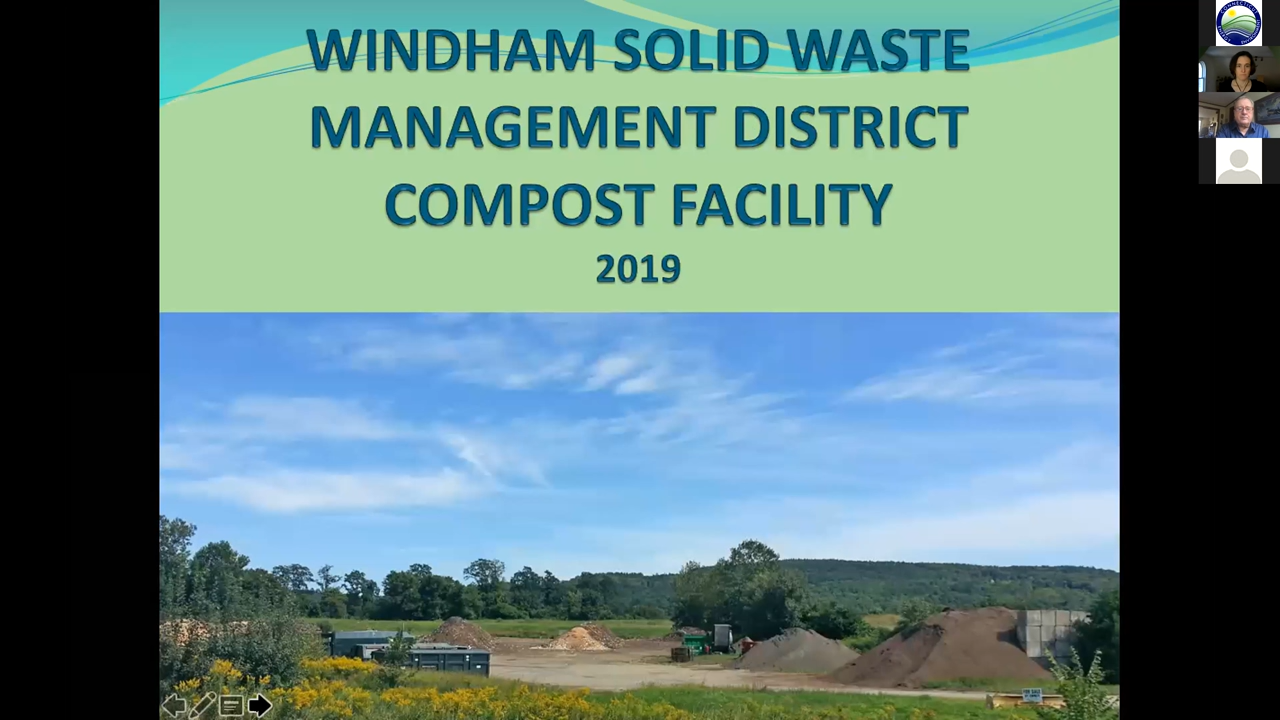 WINDHAM SOLID WASTE
MANAGEMENT DISTRICT
COMPOST FACILITY
2019